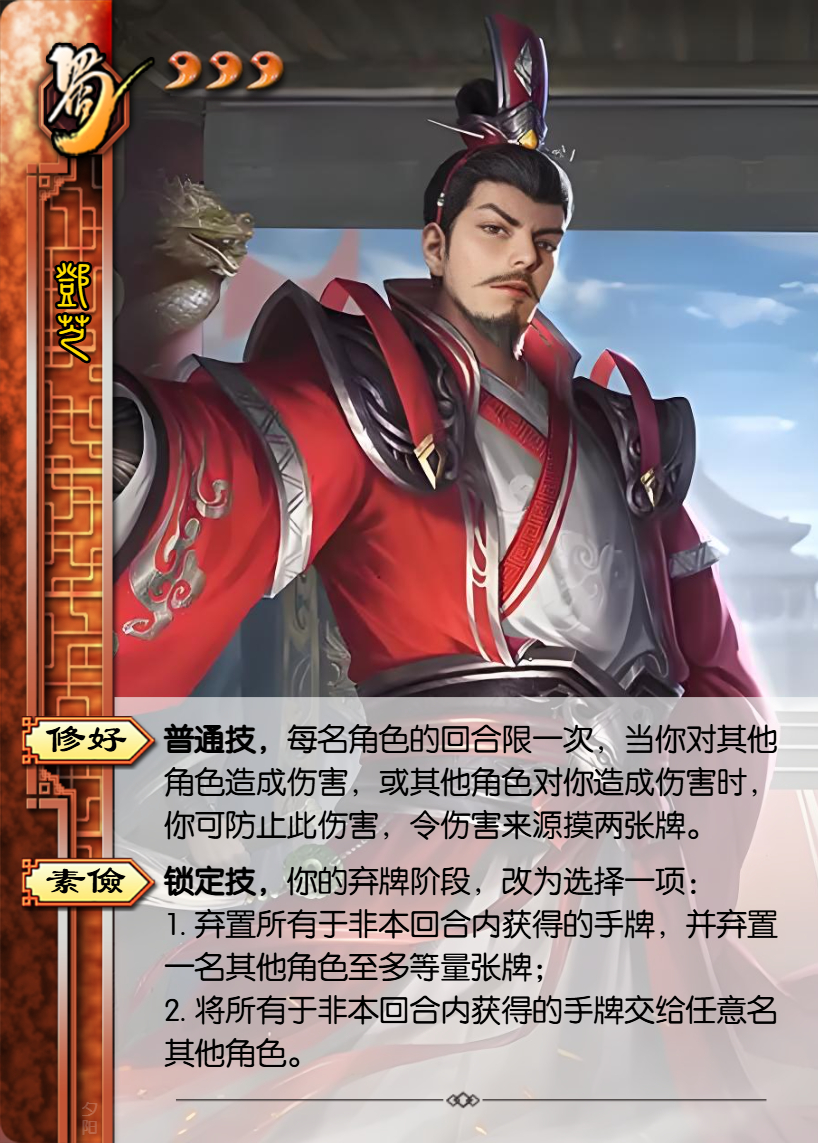 蜀
鄧芝
修好
普通技，每名角色的回合限一次，当你对其他
角色造成伤害，或其他角色对你造成伤害时，
你可防止此伤害，令伤害来源摸两张牌。
素儉
锁定技，你的弃牌阶段，改为选择一项：
1. 弃置所有于非本回合内获得的手牌，并弃置
一名其他角色至多等量张牌；
2. 将所有于非本回合内获得的手牌交给任意名
其他角色。
夕阳